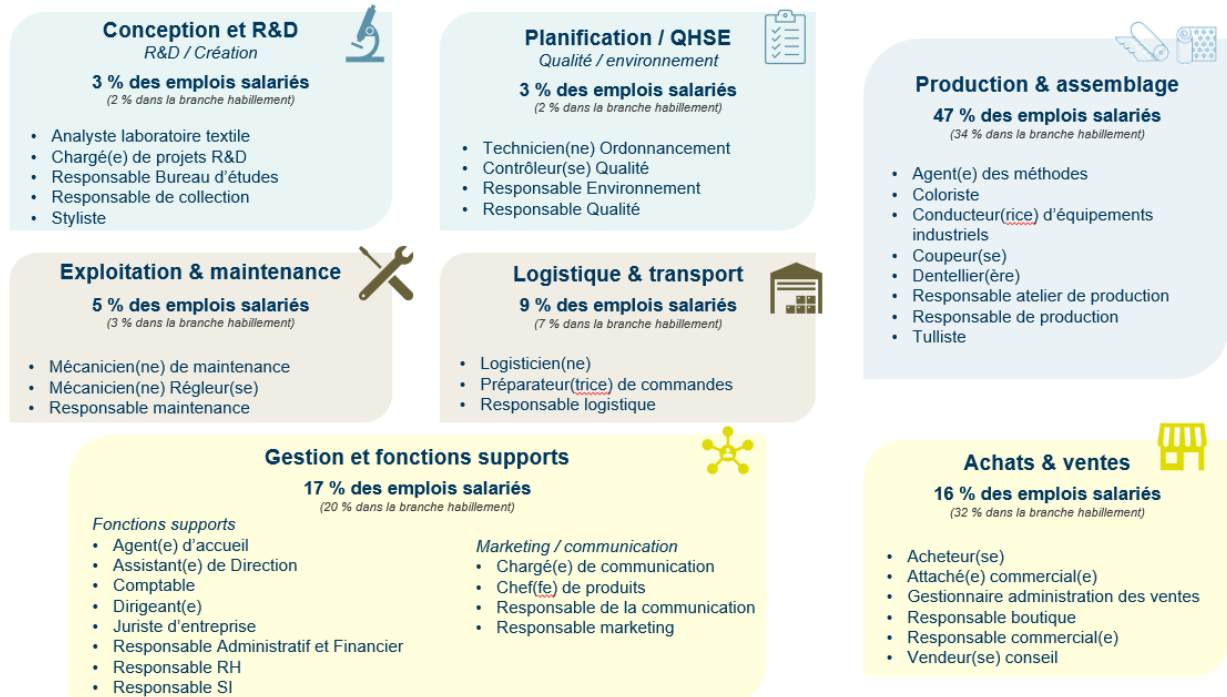 Conception et R&D
R&D / Création
3 % des emplois salariés
(2 % dans la branche habillement)
• Analyste laboratoire textile
• Chargé(e) de projets R&D
• Responsable Bureau d’études
• Responsable de collection
• Styliste
Planification / QHSE
Qualité / environnement
3 % des emplois salariés
(2 % dans la branche habillement)
• Technicien(ne) Ordonnancement
• Contrôleur(se) Qualité
• Responsable Environnement
• Responsable Qualité
Production & assemblage
47 % des emplois salariés
(34 % dans la branche habillement)
• Agent(e) des méthodes
• Coloriste
• Conducteur(rice) d’équipements
industriels
• Coupeur(se)
• Dentellier(ère)
• Responsable atelier de production
• Responsable de production
• Tulliste
Exploitation & maintenance
5 % des emplois salariés
(3 % dans la branche habillement)
• Mécanicien(ne) de maintenance
• Mécanicien(ne) Régleur(se)
• Responsable maintenance
Logistique & transport
9 % des emplois salariés
(7 % dans la branche habillement)
• Logisticien(ne)
• Préparateur(trice) de commandes
• Responsable logistique
Gestion et fonctions supports
17 % des emplois salariés
(20 % dans la branche habillement)
Fonctions supports
• Agent(e) d’accueil
• Assistant(e) de Direction
• Comptable
• Dirigeant(e)
• Juriste d’entreprise
• Responsable Administratif et Financier
• Responsable RH
• Responsable SI
Marketing / communication
• Chargé(e) de communication
• Chef(fe) de produits
• Responsable de la communication
• Responsable marketing
Achats & ventes
16 % des emplois salariés
(32 % dans la branche habillement)
• Acheteur(se)
• Attaché(e) commercial(e)
• Gestionnaire administration des ventes
• Responsable boutique
• Responsable commercial(e)
• Vendeur(se) conseil